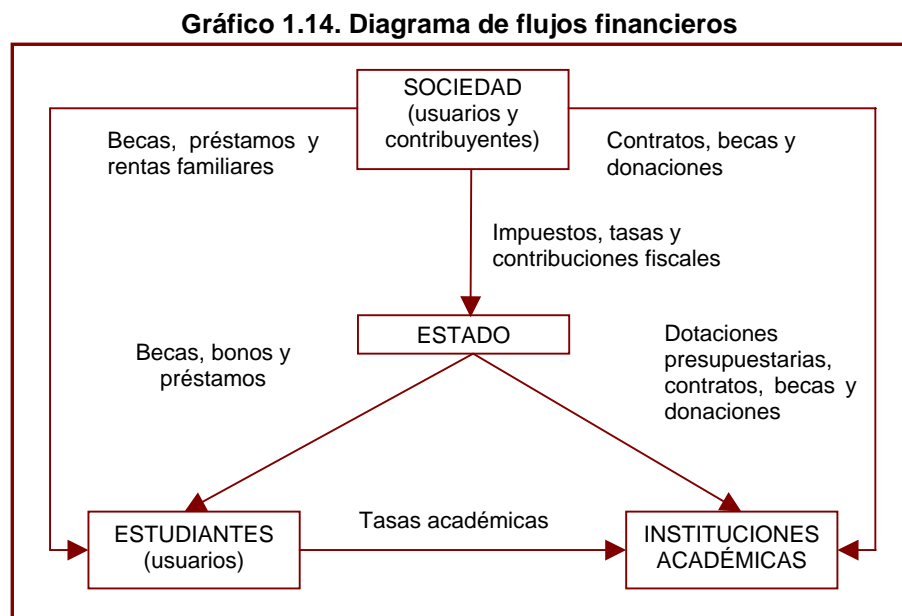 Gráfico 1.14. Diagrama de flujos financieros
SOCIEDAD
(usuarios y
contribuyentes)
Becas, préstamos y
rentas familiares
Contratos, becas y
donaciones
Impuestos, tasas y
contribuciones fiscales
ESTADO
Becas, bonos y
préstamos
Dotaciones
presupuestarias,
contratos, becas y
donaciones
ESTUDIANTES
(usuarios)
Tasas académicas
INSTITUCIONES
ACADÉMICAS